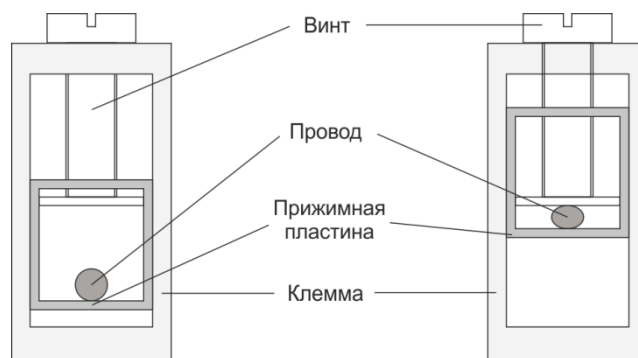 Винт
Провод
Прижимная
пластина
Клемма